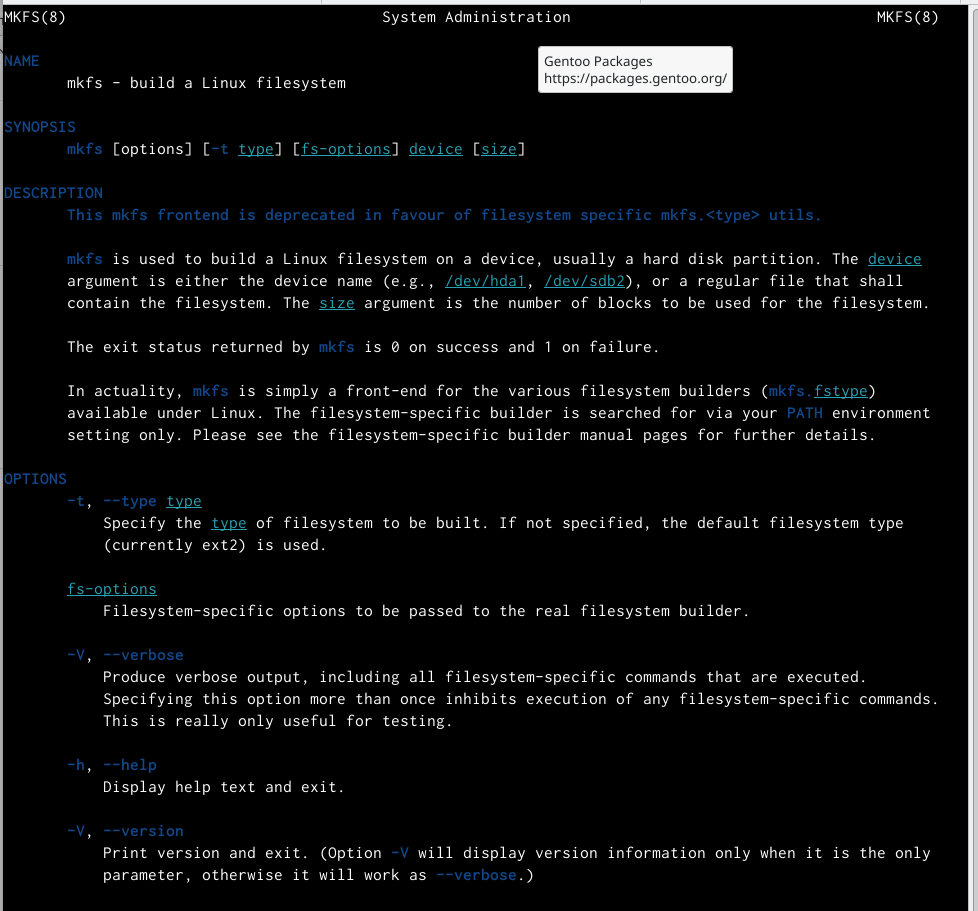 MKFS(8) System Administration MKFS(8)
NAME
Gentoo Packages
https://packages.gentoo.org/
mkfs - build a Linux filesystem
SYNOPSIS
mkfs [options] [-t type] [fs-options] device [size]
DESCRIPTION
This mkfs frontend is deprecated in favour of filesystem specific mkfs.<type> utils.
mkfs is used to build a Linux filesystem on a device, usually a hard disk partition. The device
argument is either the device name (e.g., /dev/hda1, /dev/sdb2), or a regular file that shall
contain the filesystem. The size argument is the number of blocks to be used for the filesystem.
The exit status returned by mkfs is 0 on success and 1 on failure.
In actuality, mkfs is simply a front-end for the various filesystem builders (mkfs.fstype)
available under Linux. The filesystem-specific builder is searched for via your PATH environment
setting only. Please see the filesystem-specific builder manual pages for further details.
OPTIONS
-t, --type type
Specify the type of filesystem to be built. If not specified, the default filesystem type
(currently ext2) is used.
fs-options
Filesystem-specific options to be passed to the real filesystem builder.
-V, --verbose
Produce verbose output, including all filesystem-specific commands that are executed.
Specifying this option more than once inhibits execution of any filesystem-specific commands.
This is really only useful for testing.
-h, --help
Display help text and exit.
-V, --version
Print version and exit. (Option -V will display version information only when it is the only
parameter, otherwise it will work as --verbose.)